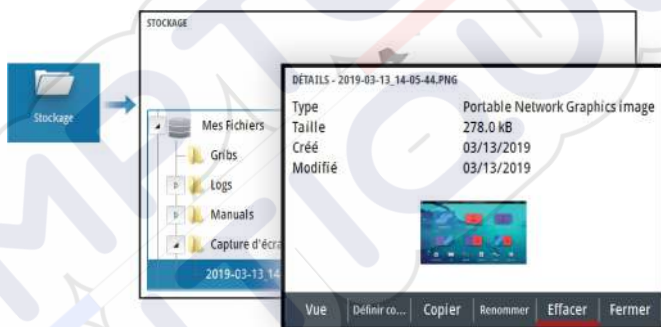 STOCKAGE
Stockage
Mes Fichiers
Gribs
Logs
Manuals
Capture d'écra
2019-03-13_14
DÉTAILS - 2019-03-13_14-05-44.PNG
Type Portable Network Graphics image
Taille 278.0 kB
Créé 03/13/2019
Modifié 03/13/2019
Vue Définir co... Copier Renommer Effacer Fermer